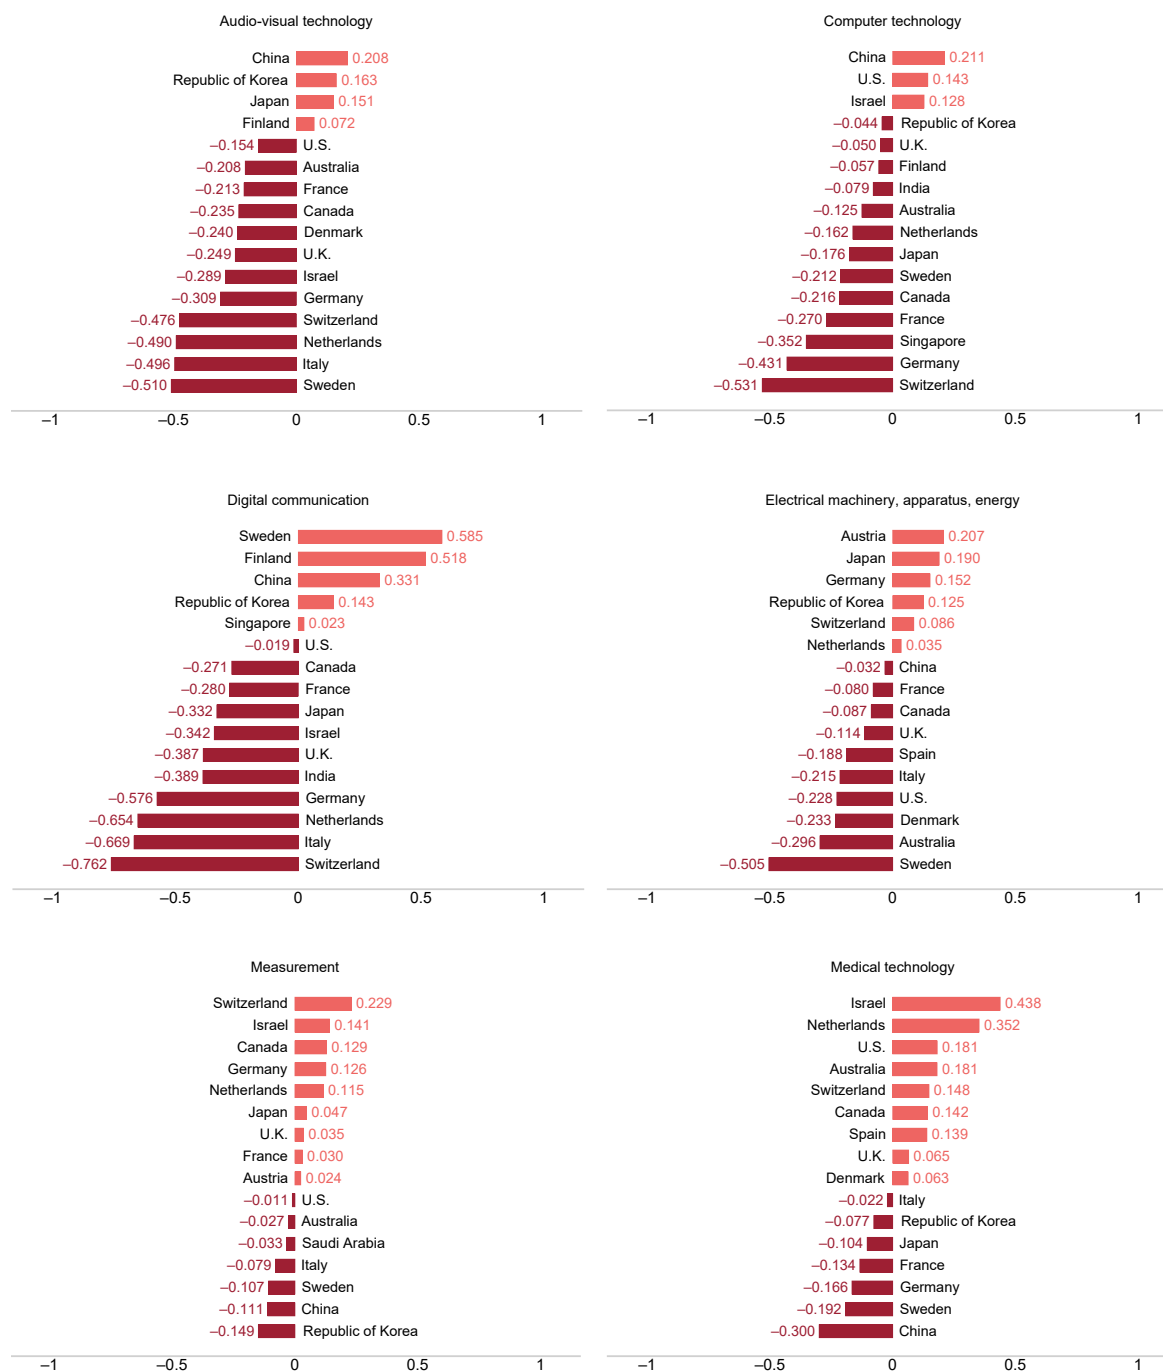 Audio-visual technology
China 0.208
Republic of Korea 0.163
Japan 0.151
Finland 0.072
–0.154 U.S.
–0.208 Australia
–0.213 France
–0.235 Canada
–0.240 Denmark
–0.249 U.K.
–0.289 Israel
–0.309 Germany
–0.476 Switzerland
–0.490 Netherlands
–0.496 Italy
–0.510 Sweden
–1 –0.5 0 0.5 1
Computer technology
China 0.211
U.S. 0.143
Israel 0.128
–0.044 Republic of Korea
–0.050 U.K.
–0.057 Finland
–0.079 India
–0.125 Australia
–0.162 Netherlands
–0.176 Japan
–0.212 Sweden
–0.216 Canada
–0.270 France
–0.352 Singapore
–0.431 Germany
–0.531 Switzerland
–1 –0.5 0 0.5 1
Digital communication
Sweden 0.585
Finland 0.518
China 0.331
Republic of Korea 0.143
Singapore 0.023
–0.019 U.S.
–0.271 Canada
–0.280 France
–0.332 Japan
–0.342 Israel
–0.387 U.K.
–0.389 India
–0.576 Germany
–0.654 Netherlands
–0.669 Italy
–0.762 Switzerland
–1 –0.5 0 0.5 1
Electrical machinery, apparatus, energy
Austria 0.207
Japan 0.190
Germany 0.152
Republic of Korea 0.125
Switzerland 0.086
Netherlands 0.035
–0.032 China
–0.080 France
–0.087 Canada
–0.114 U.K.
–0.188 Spain
–0.215 Italy
–0.228 U.S.
–0.233 Denmark
–0.296 Australia
–0.505 Sweden
–1 –0.5 0 0.5 1
Measurement
Switzerland 0.229
Israel 0.141
Canada 0.129
Germany 0.126
Netherlands 0.115
Japan 0.047
U.K. 0.035
France 0.030
Austria 0.024
–0.011 U.S.
–0.027 Australia
–0.033 Saudi Arabia
–0.079 Italy
–0.107 Sweden
–0.111 China
–0.149 Republic of Korea
–1 –0.5 0 0.5 1
Medical technology
Israel 0.438
Netherlands 0.352
U.S. 0.181
Australia 0.181
Switzerland 0.148
Canada 0.142
Spain 0.139
U.K. 0.065
Denmark 0.063
–0.022 Italy
–0.077 Republic of Korea
–0.104 Japan
–0.134 France
–0.166 Germany
–0.192 Sweden
–0.300 China
–1 –0.5 0 0.5 1